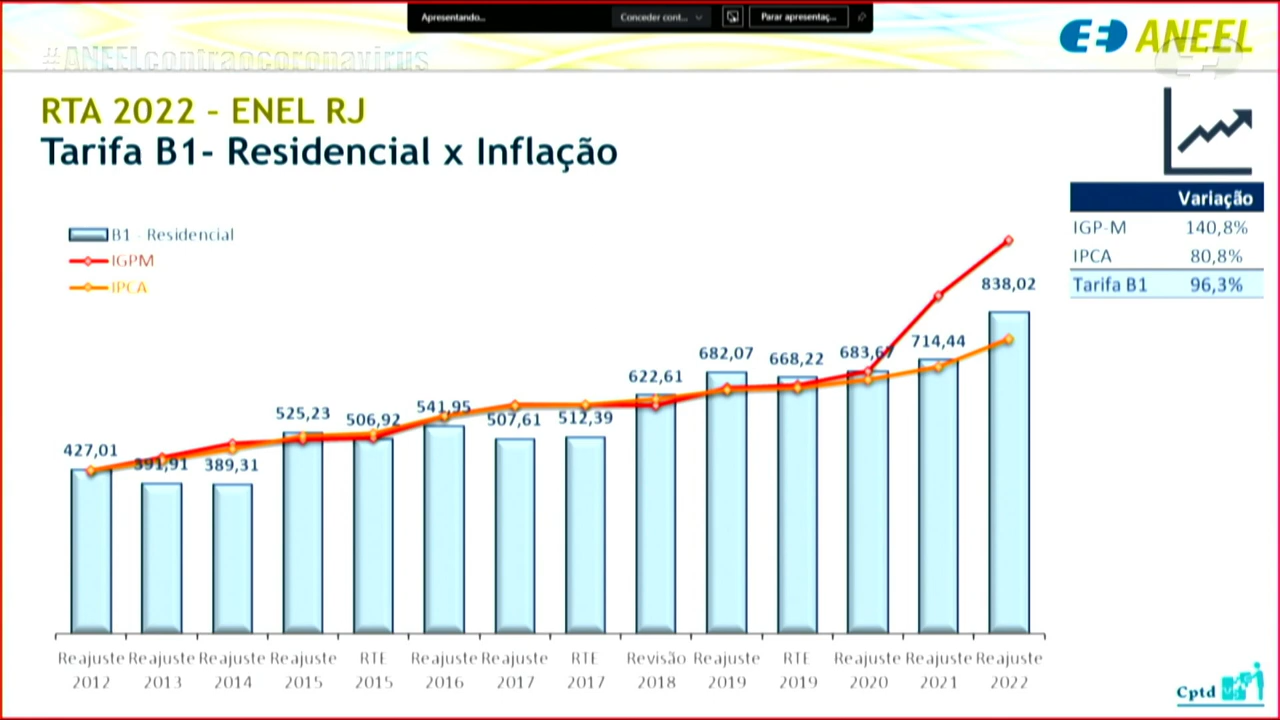 Apresentando...
Conceder cont...
Parar apresentaç...
#ANEELcontraocoronavirus
ANEEL
RTA 2022 - ENEL RJ
Tarifa B1- Residencial x Inflação
Variação
IGP-M 140,8%
IPCA 80,8%
Tarifa B1 96,3%
B1 - Residencial
IGPM
IPCA
427,01
391,91
389,31
525,23
506,92
541,95
507,61
512,39
622,61
682,07
668,22
683,67
714,44
838,02
Reajuste Reajuste Reajuste Reajuste RTE Reajuste Reajuste RTE Revisão Reajuste RTE Reajuste Reajuste Reajuste
2012 2013 2014 2015 2015 2016 2017 2017 2018 2019 2019 2020 2021 2022
Cptd